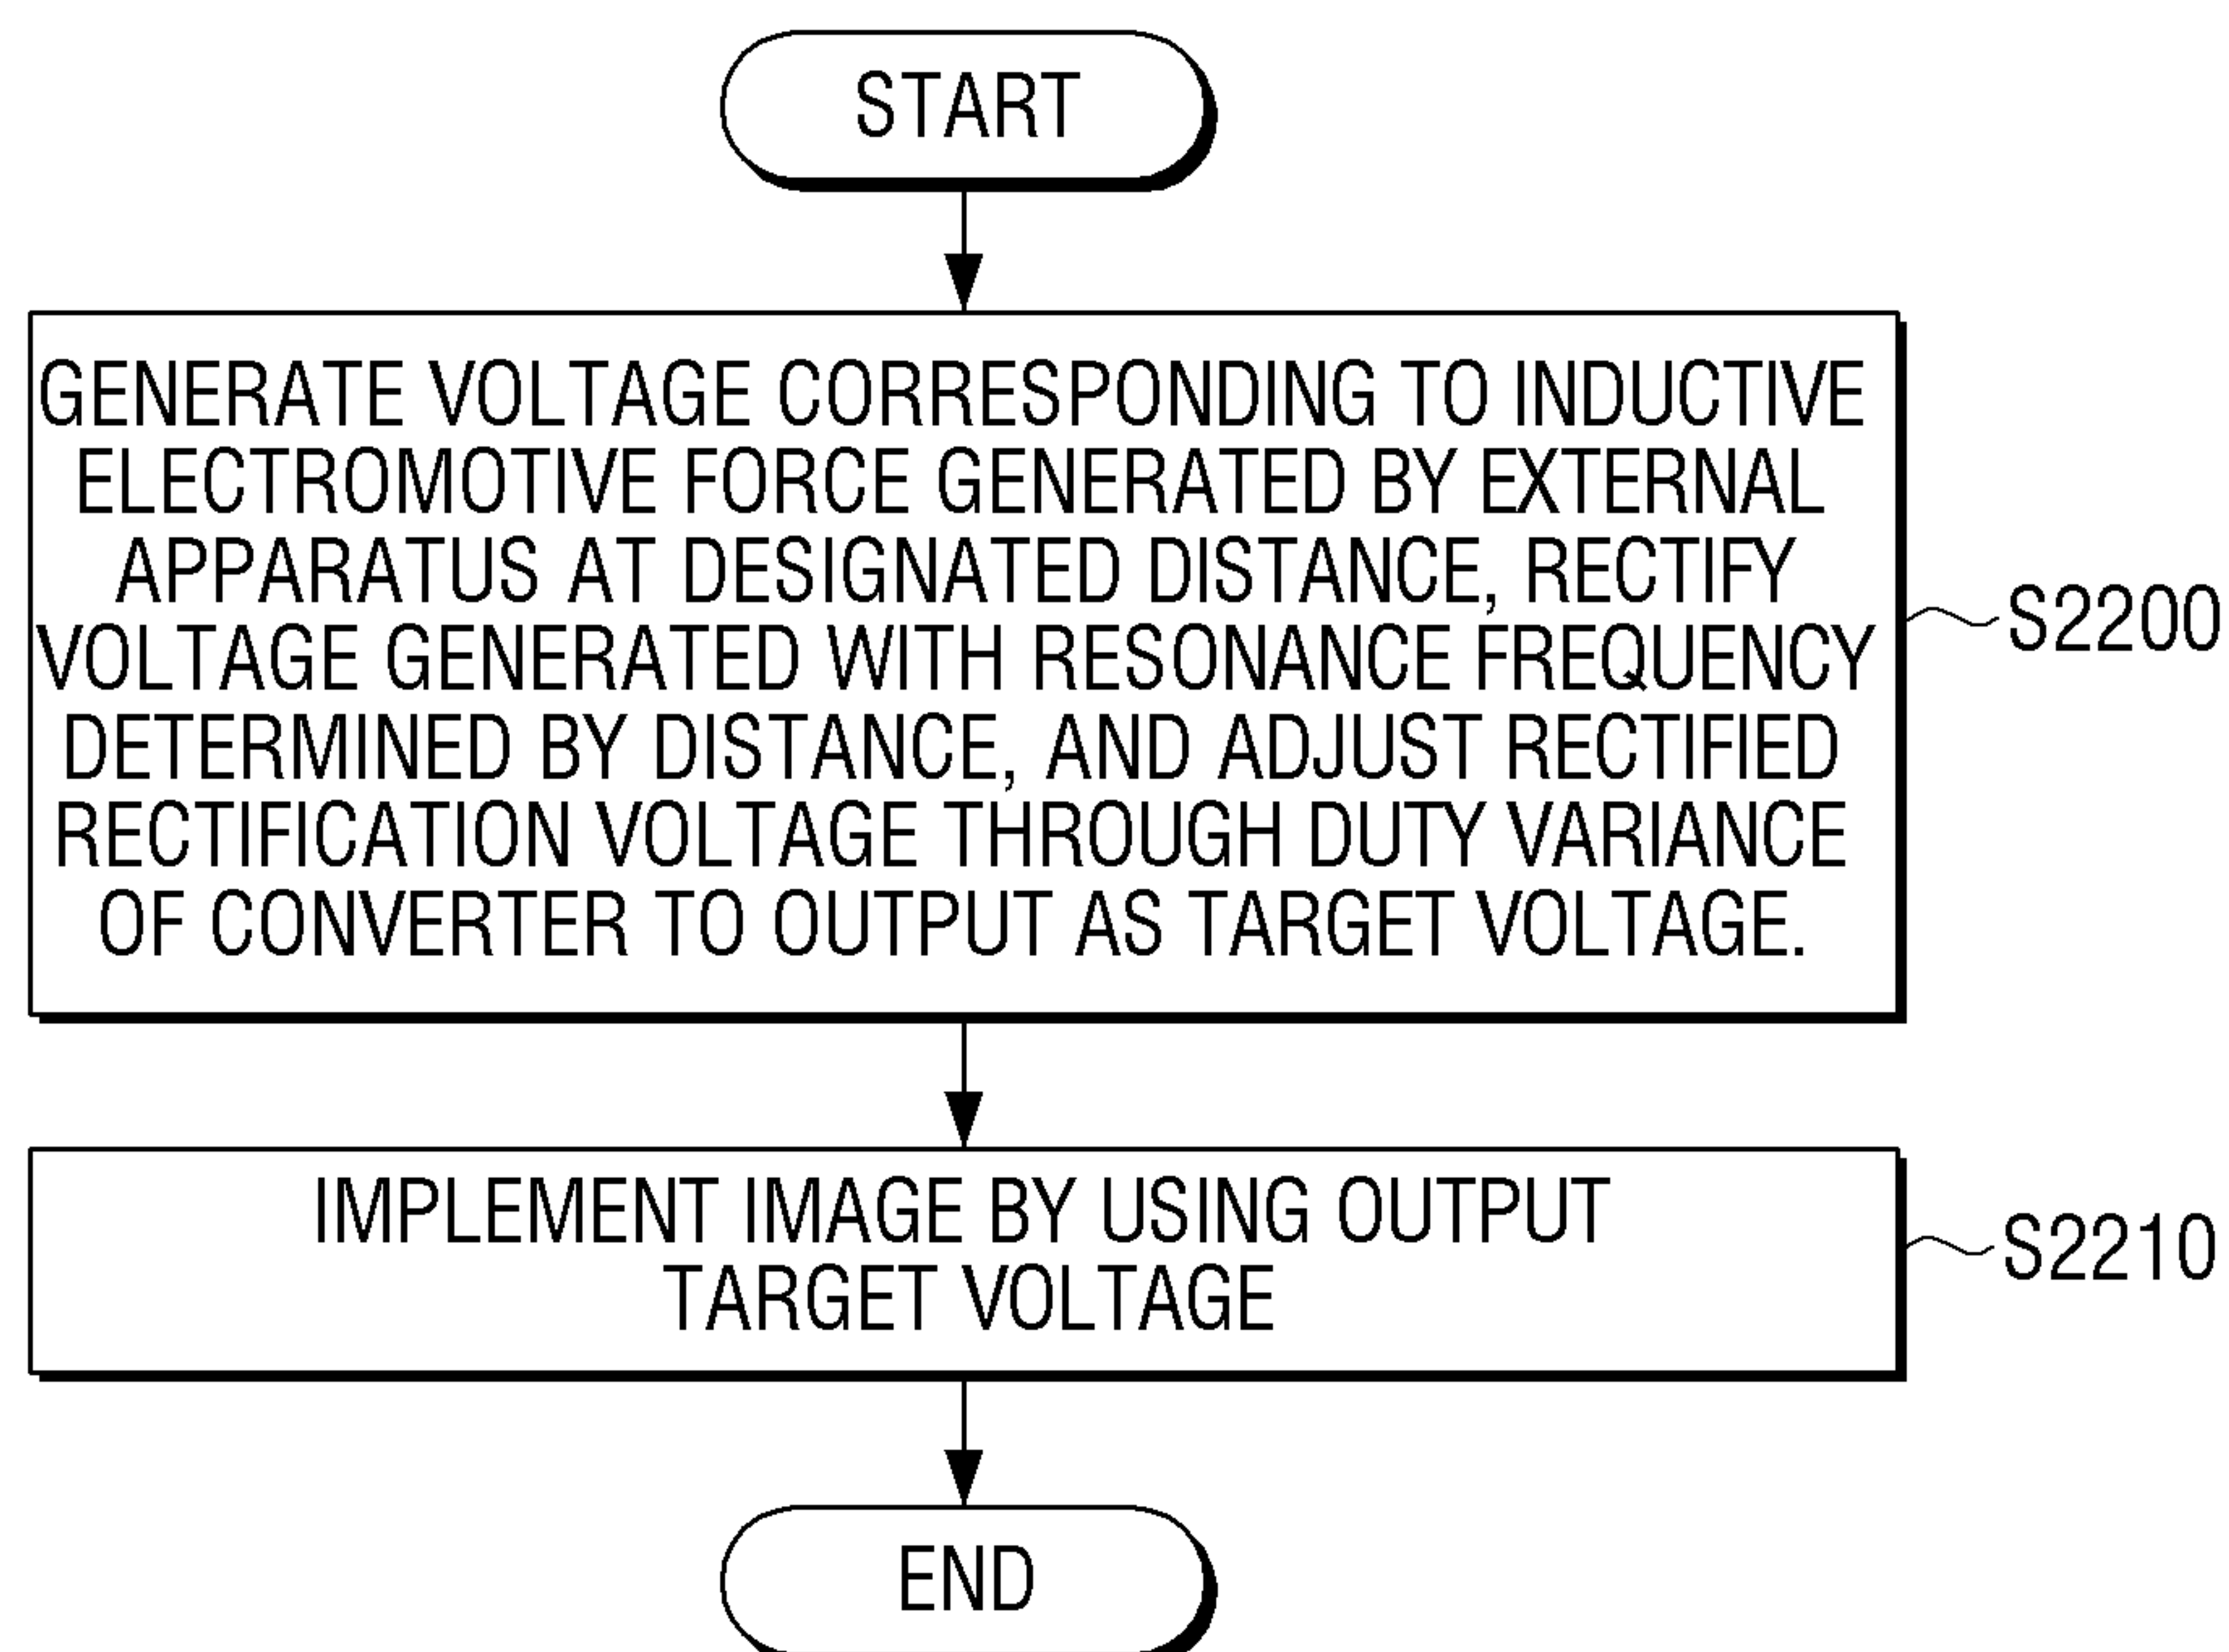 START
GENERATE VOLTAGE CORRESPONDING TO INDUCTIVE
ELECTROMOTIVE FORCE GENERATED BY EXTERNAL
APPARATUS AT DESIGNATED DISTANCE, RECTIFY
VOLTAGE GENERATED WITH RESONANCE FREQUENCY
DETERMINED BY DISTANCE, AND ADJUST RECTIFIED
RECTIFICATION VOLTAGE THROUGH DUTY VARIANCE
OF CONVERTER TO OUTPUT AS TARGET VOLTAGE.
S2200
IMPLEMENT IMAGE BY USING OUTPUT
TARGET VOLTAGE
S2210
END